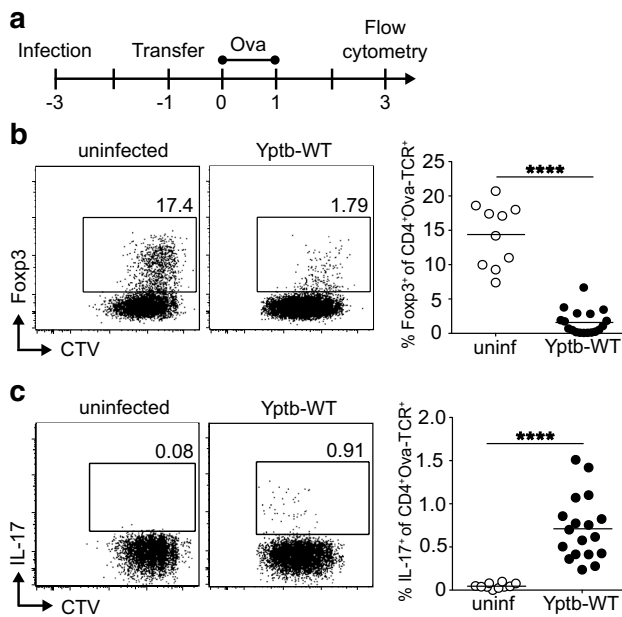 a
Infection Transfer Ova Flow cytometry
-3 -1 0 1 3
b
uninfected Yptb-WT
17.4 1.79
Foxp3
CTV
% Foxp3⁺ of CD4⁺Ova-TCR⁺
25
20
15
10
5
0
****
uninf Yptb-WT
c
uninfected Yptb-WT
0.08 0.91
IL-17
CTV
% IL-17⁺ of CD4⁺Ova-TCR⁺
2.0
1.5
1.0
0.5
0
****
uninf Yptb-WT